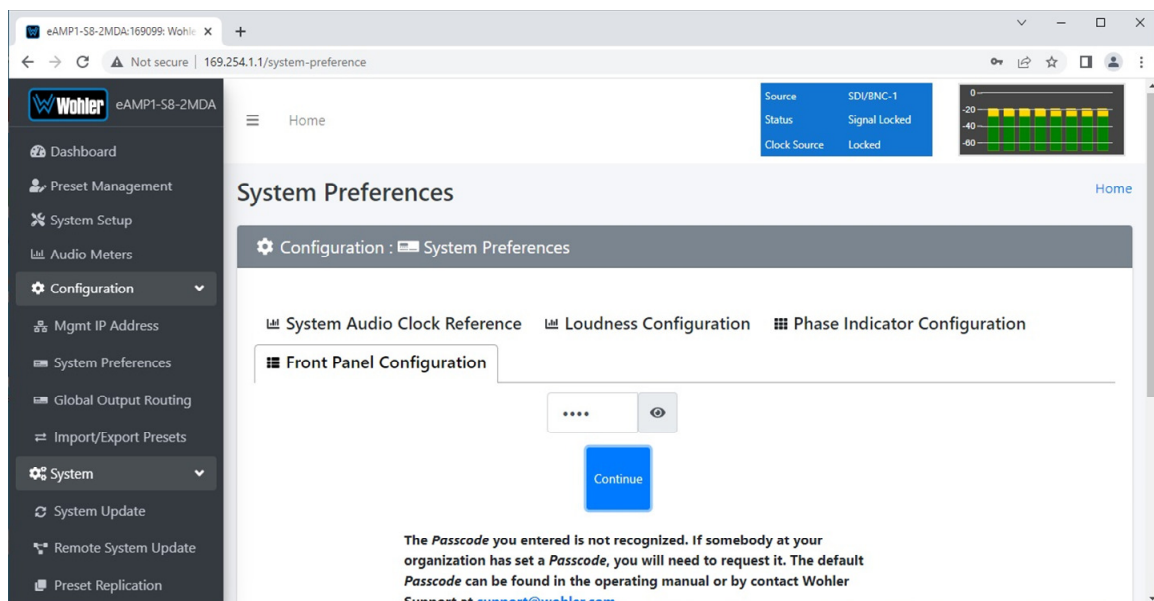 eAMP1-S8-2MDA:169099: Wohle
Not secure | 169.254.1.1/system-preference
Wohler eAMP1-S8-2MDA
Dashboard
Preset Management
System Setup
Audio Meters
Configuration
Mgmt IP Address
System Preferences
Global Output Routing
Import/Export Presets
System
System Update
Remote System Update
Preset Replication
Home
Source SDI/BNC-1
Status Signal Locked
Clock Source Locked
0
-20
-40
-60
System Preferences
Home
Configuration : System Preferences
System Audio Clock Reference Loudness Configuration Phase Indicator Configuration
Front Panel Configuration
••••
Continue
The Passcode you entered is not recognized. If somebody at your
organization has set a Passcode, you will need to request it. The default
Passcode can be found in the operating manual or by contact Wohler
Support at support@wohler.com